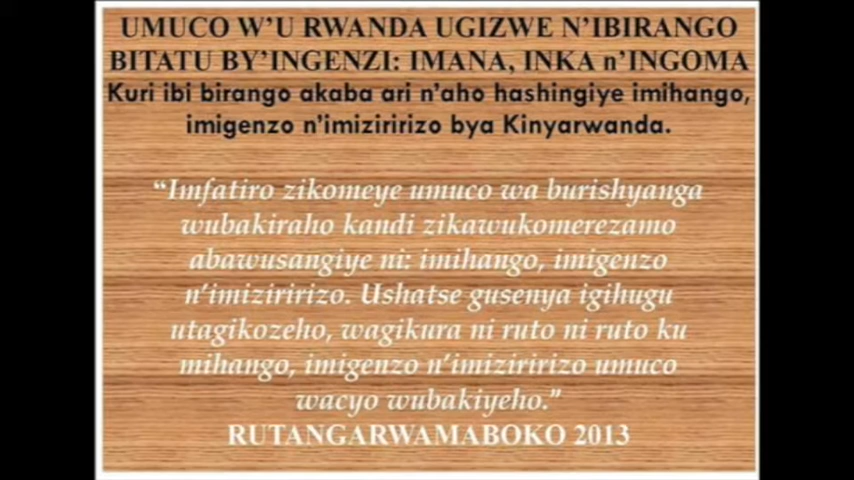 UMUCO W'U RWANDA UGIZWE N'IBIRANGO
BITATU BY'INGENZI: IMANA, INKA n'INGOMA
Kuri ibi birango akaba ari n'aho hashingiye imihango,
imigenzo n'imiziririzo bya Kinyarwanda.
“Imfatiro zikomeye umuco wa burishyanga
wubakiraho kandi zikawukomerezamo
abawusangiye ni: imihango, imigenzo
n'imiziririzo. Ushatse gusenya igihugu
utagikozeho, wagikura ni ruto ni ruto ku
mihango, imigenzo n'imiziririzo umuco
wacyo wubakiyeho.”
RUTANGARWAMABOKO 2013